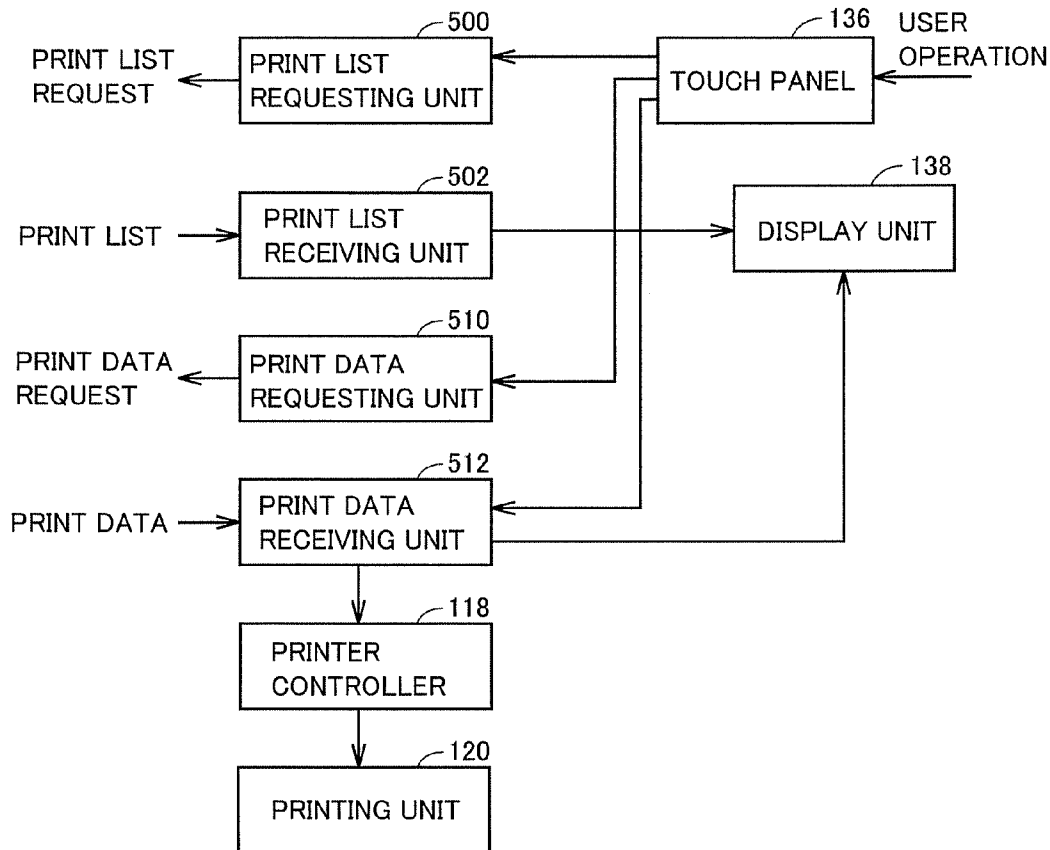 500
136
USER
OPERATION
PRINT LIST
REQUEST
PRINT LIST
REQUESTING UNIT
TOUCH PANEL
502
138
PRINT LIST
PRINT LIST
RECEIVING UNIT
DISPLAY UNIT
510
PRINT DATA
REQUEST
PRINT DATA
REQUESTING UNIT
512
PRINT DATA
PRINT DATA
RECEIVING UNIT
118
PRINTER
CONTROLLER
120
PRINTING UNIT